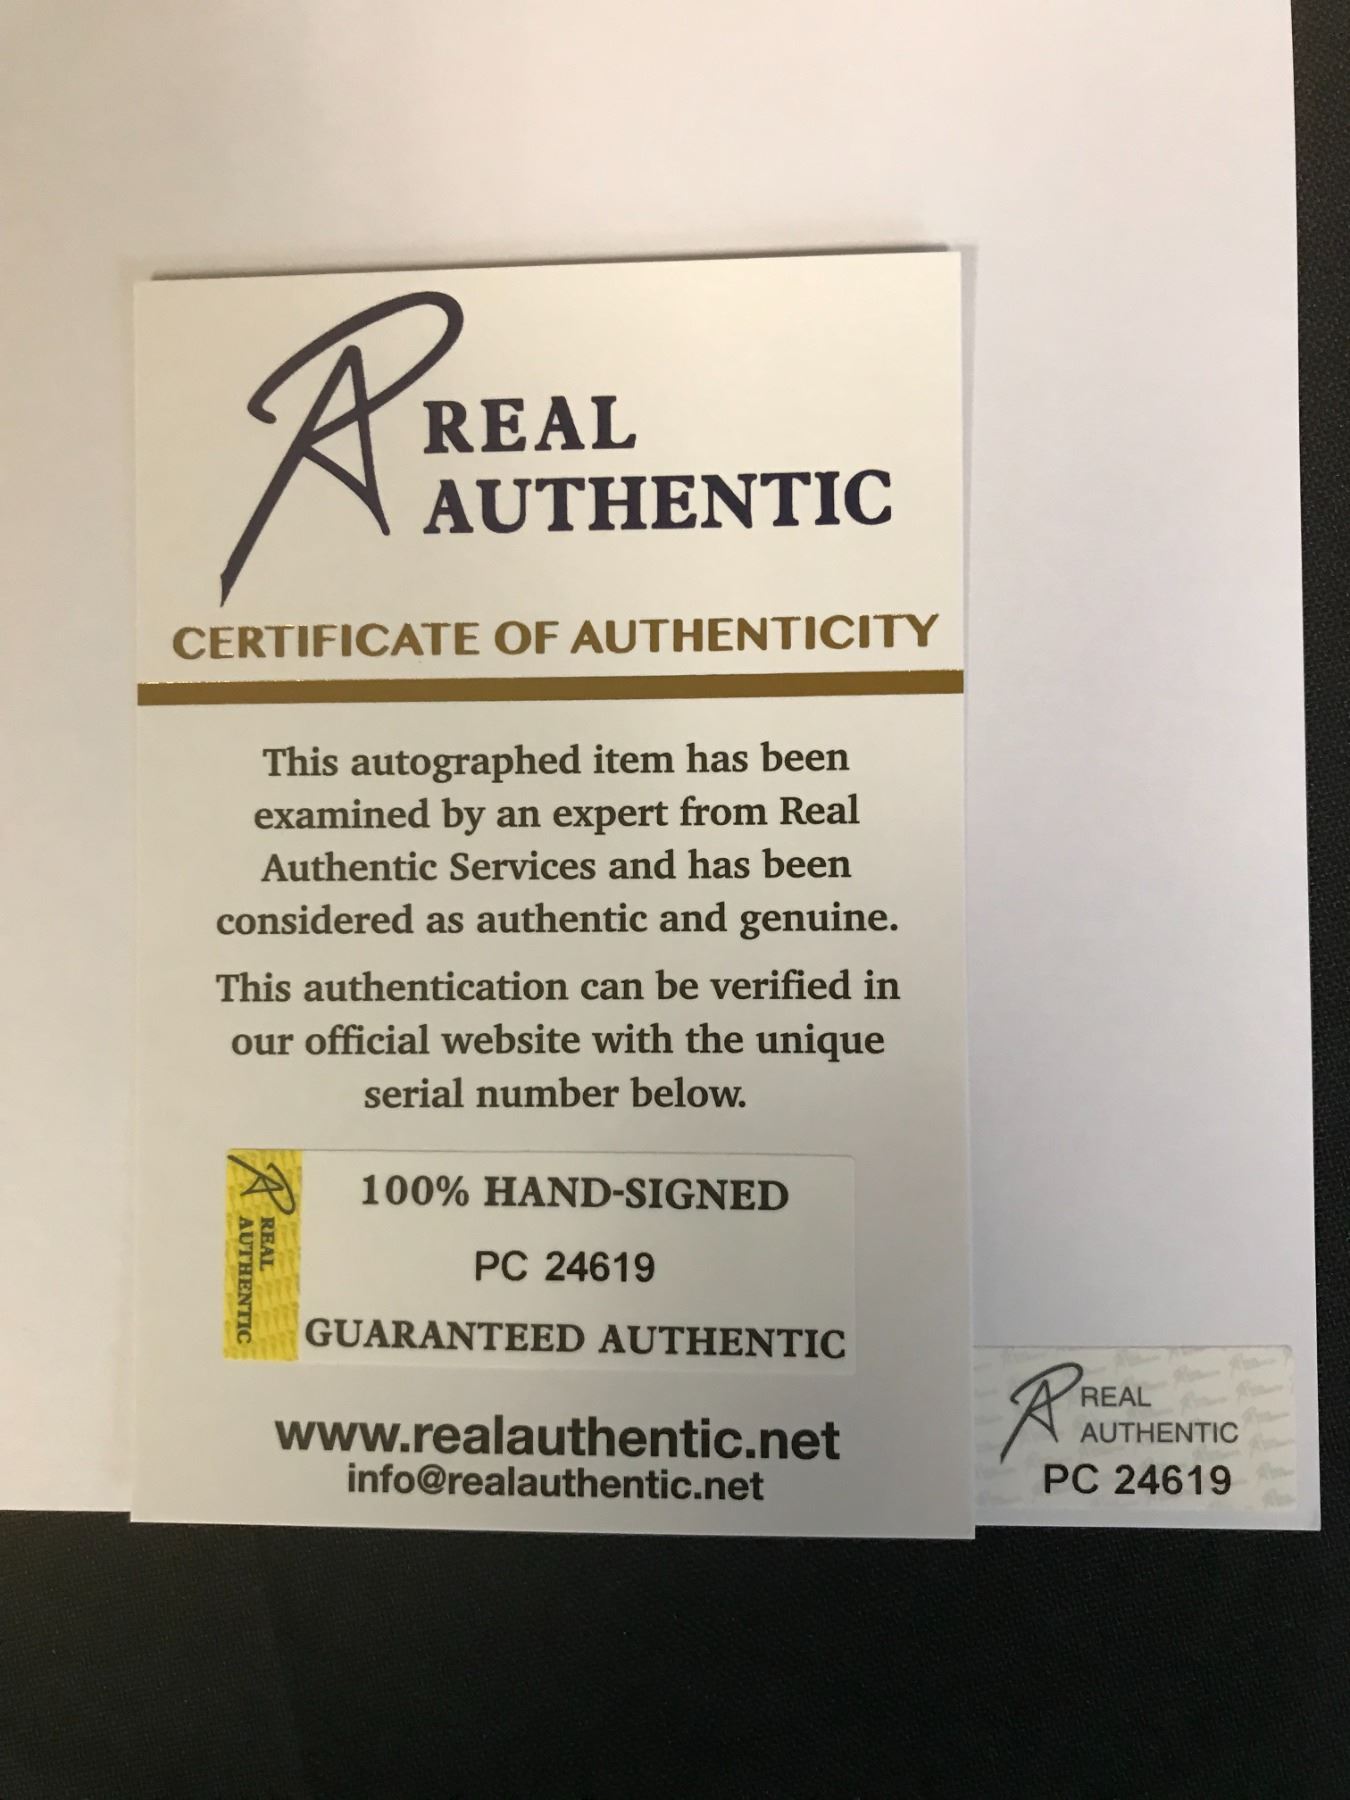 REAL
AUTHENTIC
CERTIFICATE OF AUTHENTICITY
This autographed item has been
examined by an expert from Real
Authentic Services and has been
considered as authentic and genuine.
This authentication can be verified in
our official website with the unique
serial number below.
REAL
AUTHENTIC
100% HAND-SIGNED
PC 24619
GUARANTEED AUTHENTIC
www.realauthentic.net
info@realauthentic.net
REAL
AUTHENTIC
PC 24619